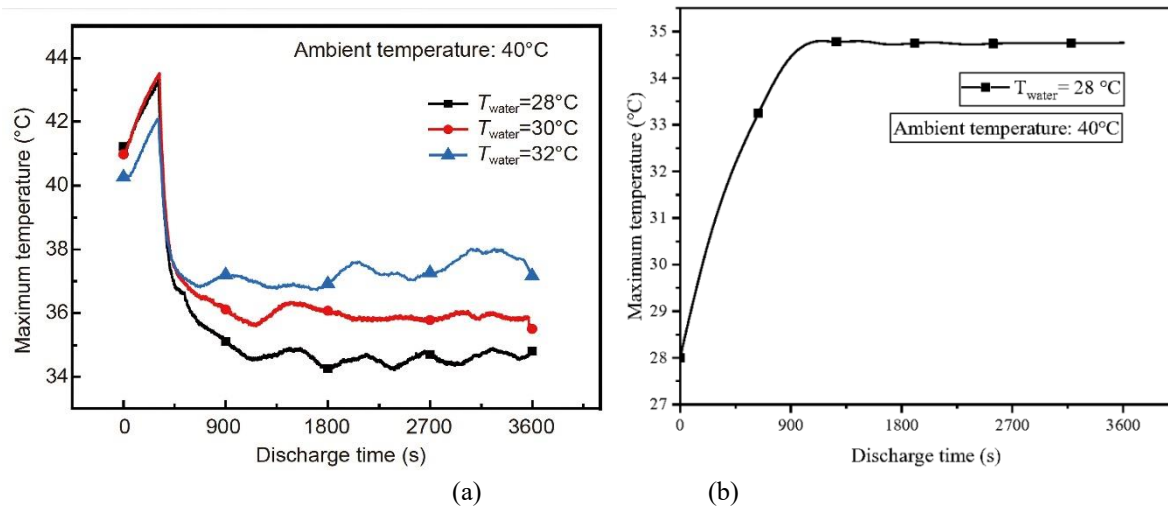 Ambient temperature: 40°C
T_water=28°C
T_water=30°C
T_water=32°C
Maximum temperature (°C)
44
42
40
38
36
34
0 900 1800 2700 3600
Discharge time (s)
(a)
T_water= 28 °C
Ambient temperature: 40°C
Maximum temperature (°C)
35
34
33
35
31
30
29
28
27
0 900 1800 2700 3600
Discharge time (s)
(b)